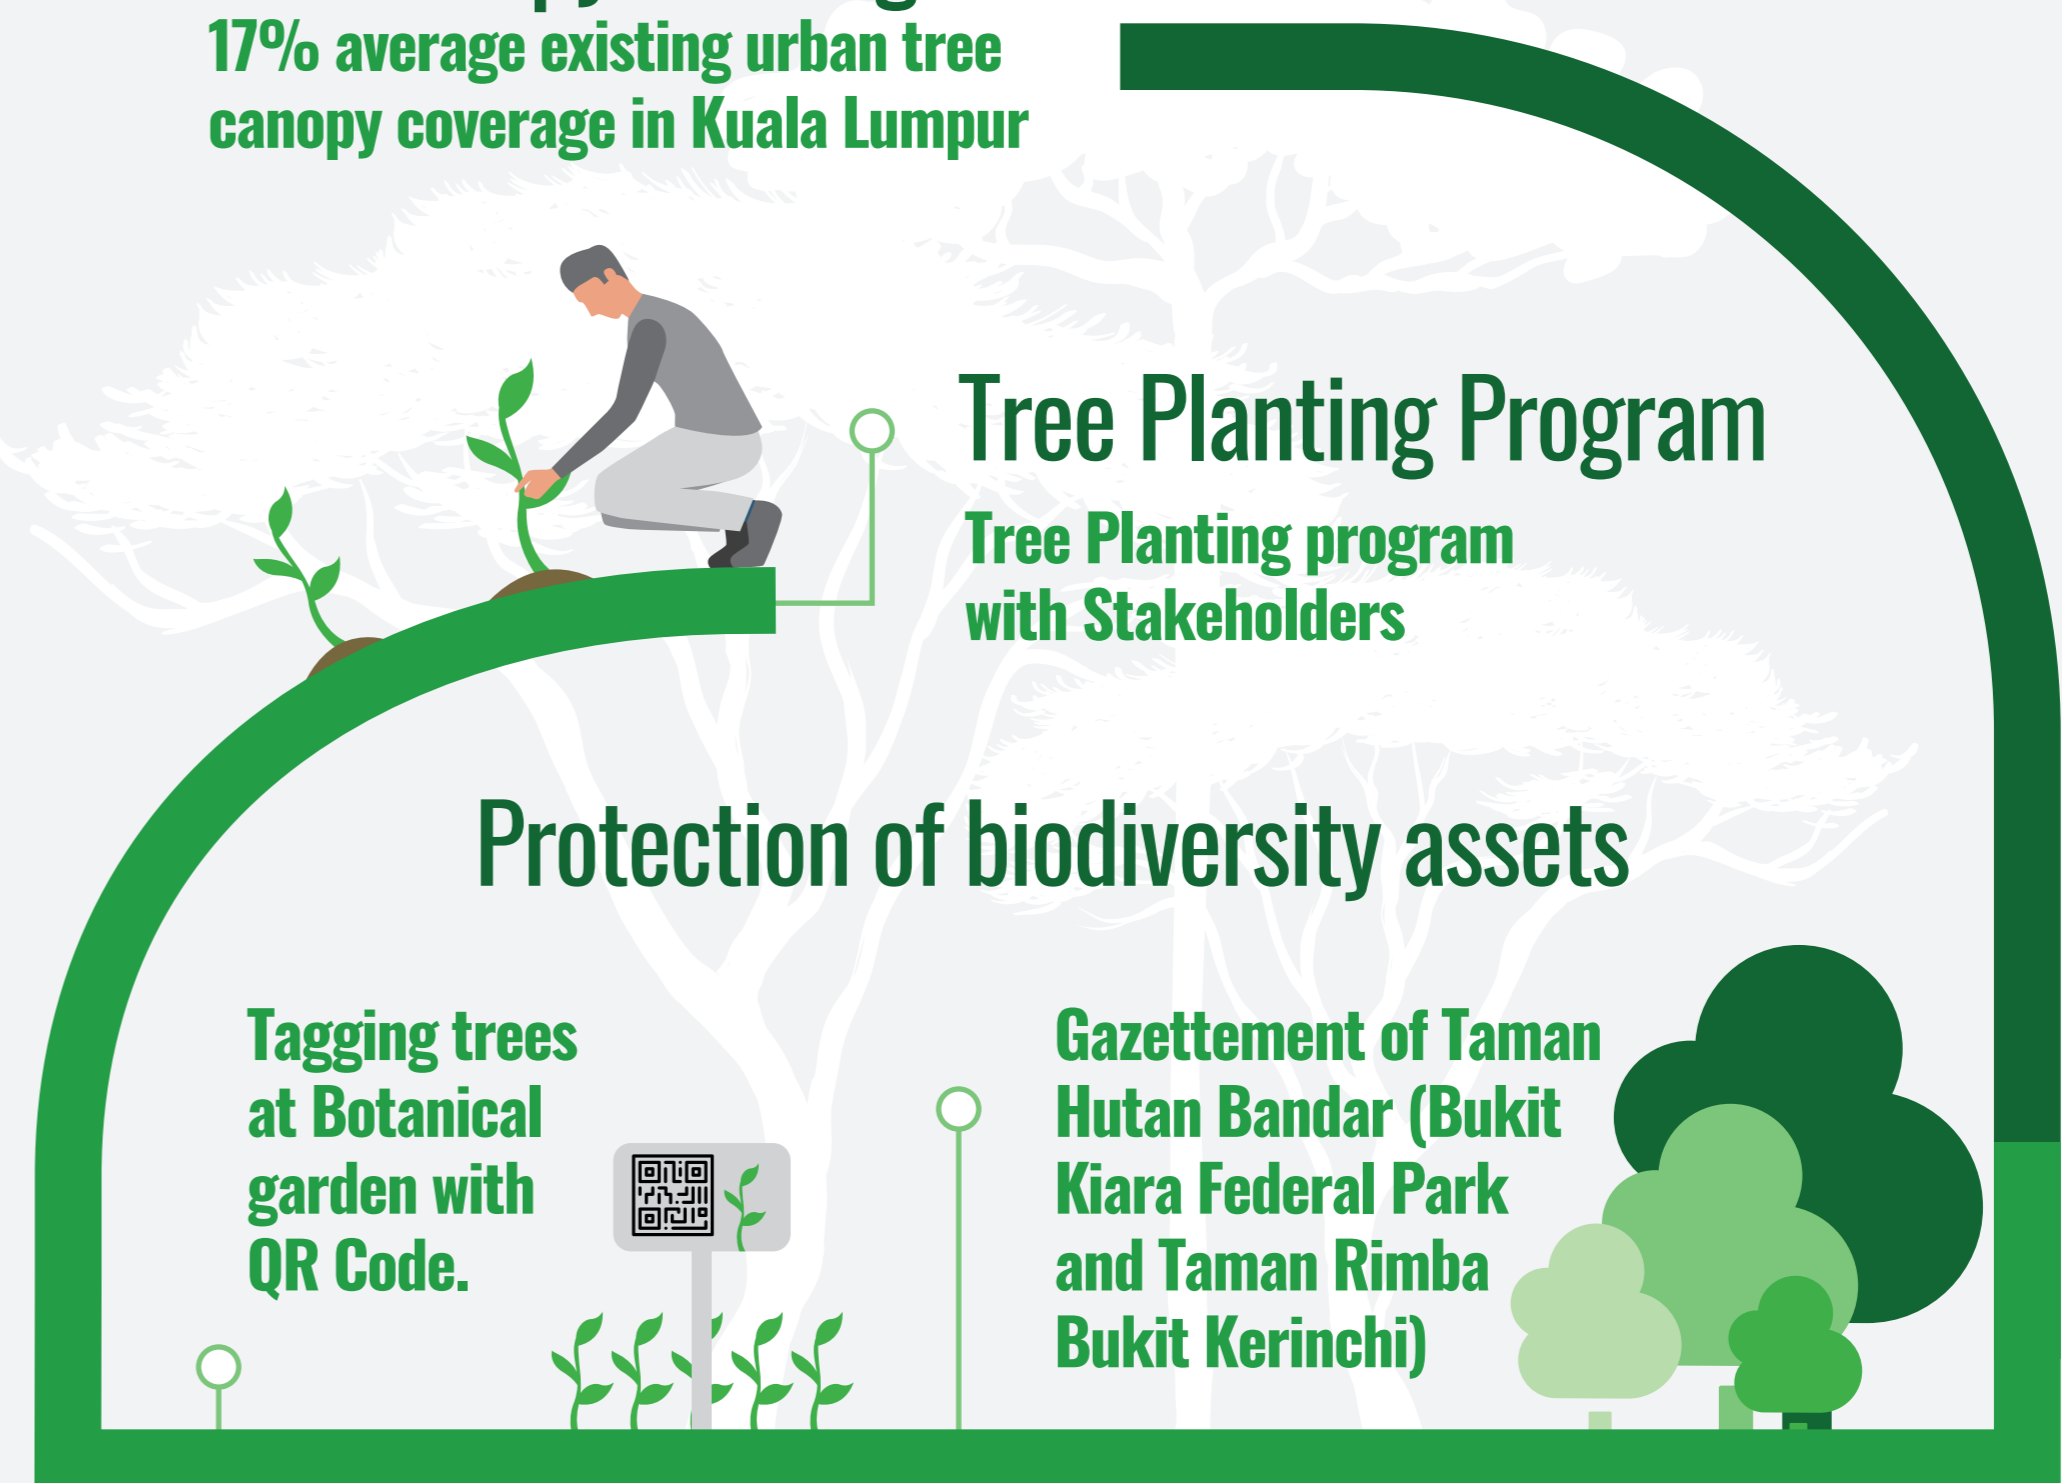 17% average existing urban tree
canopy coverage in Kuala Lumpur
Tree Planting Program
Tree Planting program
with Stakeholders
Protection of biodiversity assets
Tagging trees
at Botanical
garden with
QR Code.
Gazettement of Taman
Hutan Bandar (Bukit
Kiara Federal Park
and Taman Rimba
Bukit Kerinchi)